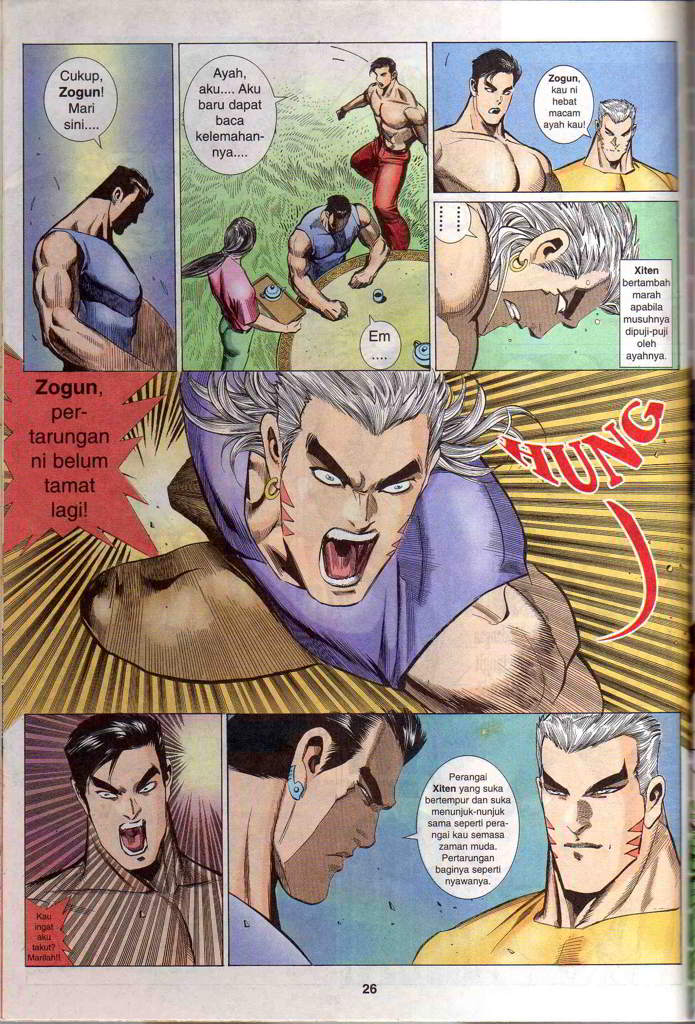 Cukup,
Zogun!
Mari
sini....
Ayah,
aku.... Aku
baru dapat
baca
kelemahan-
nya....
Em
....
Zogun,
kau ni
hebat
macam
ayah kau!
Xiten
bertambah
marah
apabila
musuhnya
dipuji-puji
oleh
ayahnya.
Zogun,
per-
tarungan
ni belum
tamat
lagi!
HUNG
Kau
ingat
aku
takut?
Marilah!!
Perangai
Xiten yang suka
bertempur dan suka
menunjuk-nunjuk
sama seperti pera-
ngai kau semasa
zaman muda.
Pertarungan
baginya seperti
nyawanya.
26